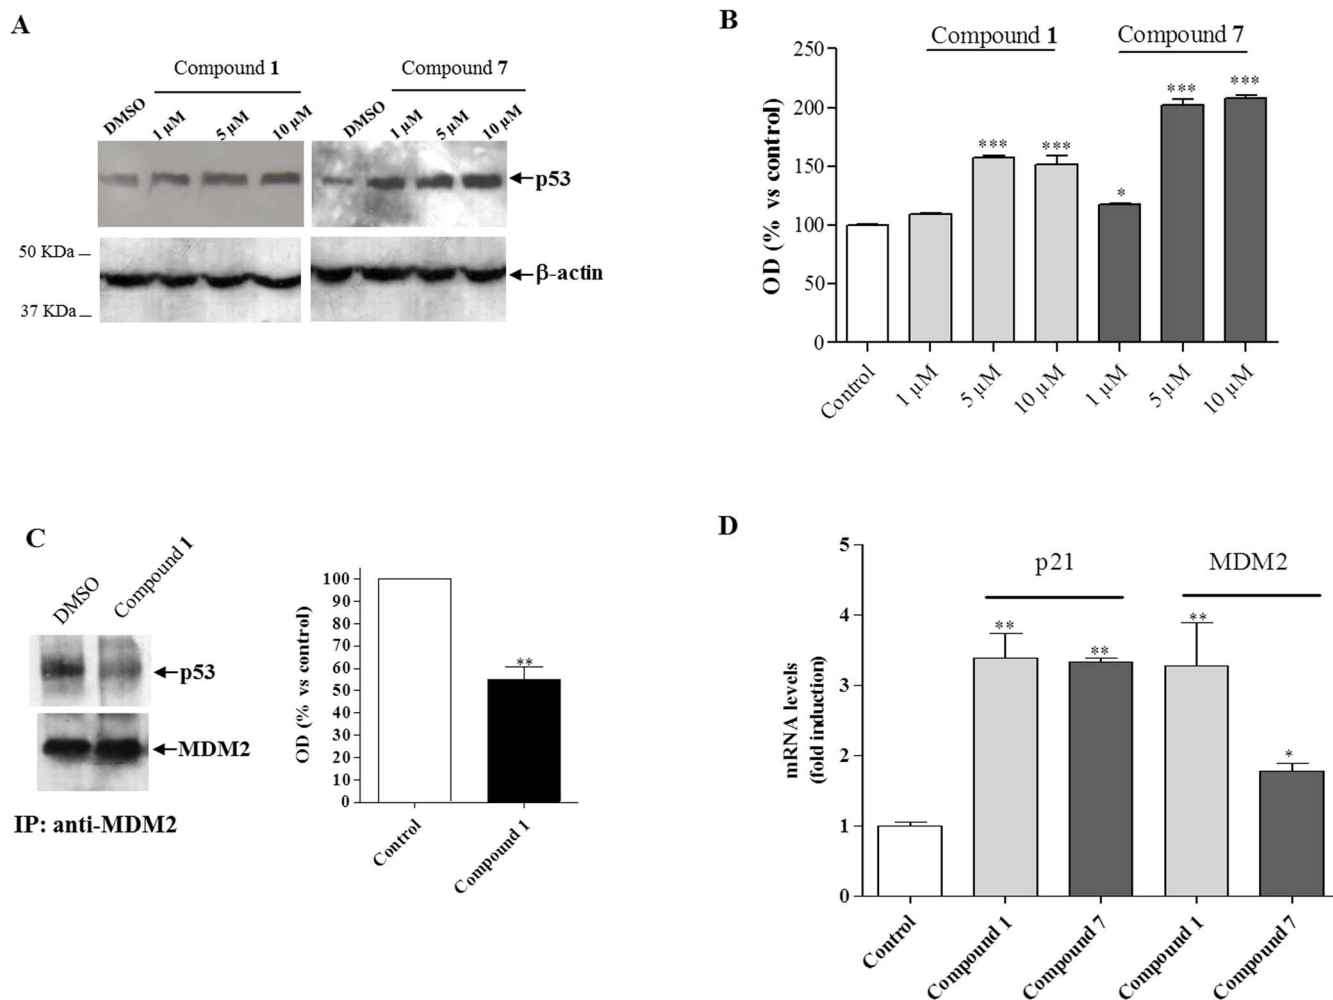 A
Compound 1
Compound 7
DMSO
1 µM
5 µM
10 µM
DMSO
1 µM
5 µM
10 µM
p53
50 KDa
β-actin
37 KDa
B
Compound 1
Compound 7
OD (% vs control)
250
200
150
100
50
0
***
***
*
***
***
Control
1 µM
5 µM
10 µM
1 µM
5 µM
10 µM
C
DMSO
Compound 1
p53
MDM2
IP: anti-MDM2
OD (% vs control)
100
90
80
70
60
50
40
30
20
10
0
**
Control
Compound 1
D
mRNA levels
(fold induction)
5
4
3
2
1
0
p21
MDM2
**
**
**
*
Control
Compound 1
Compound 7
Compound 1
Compound 7